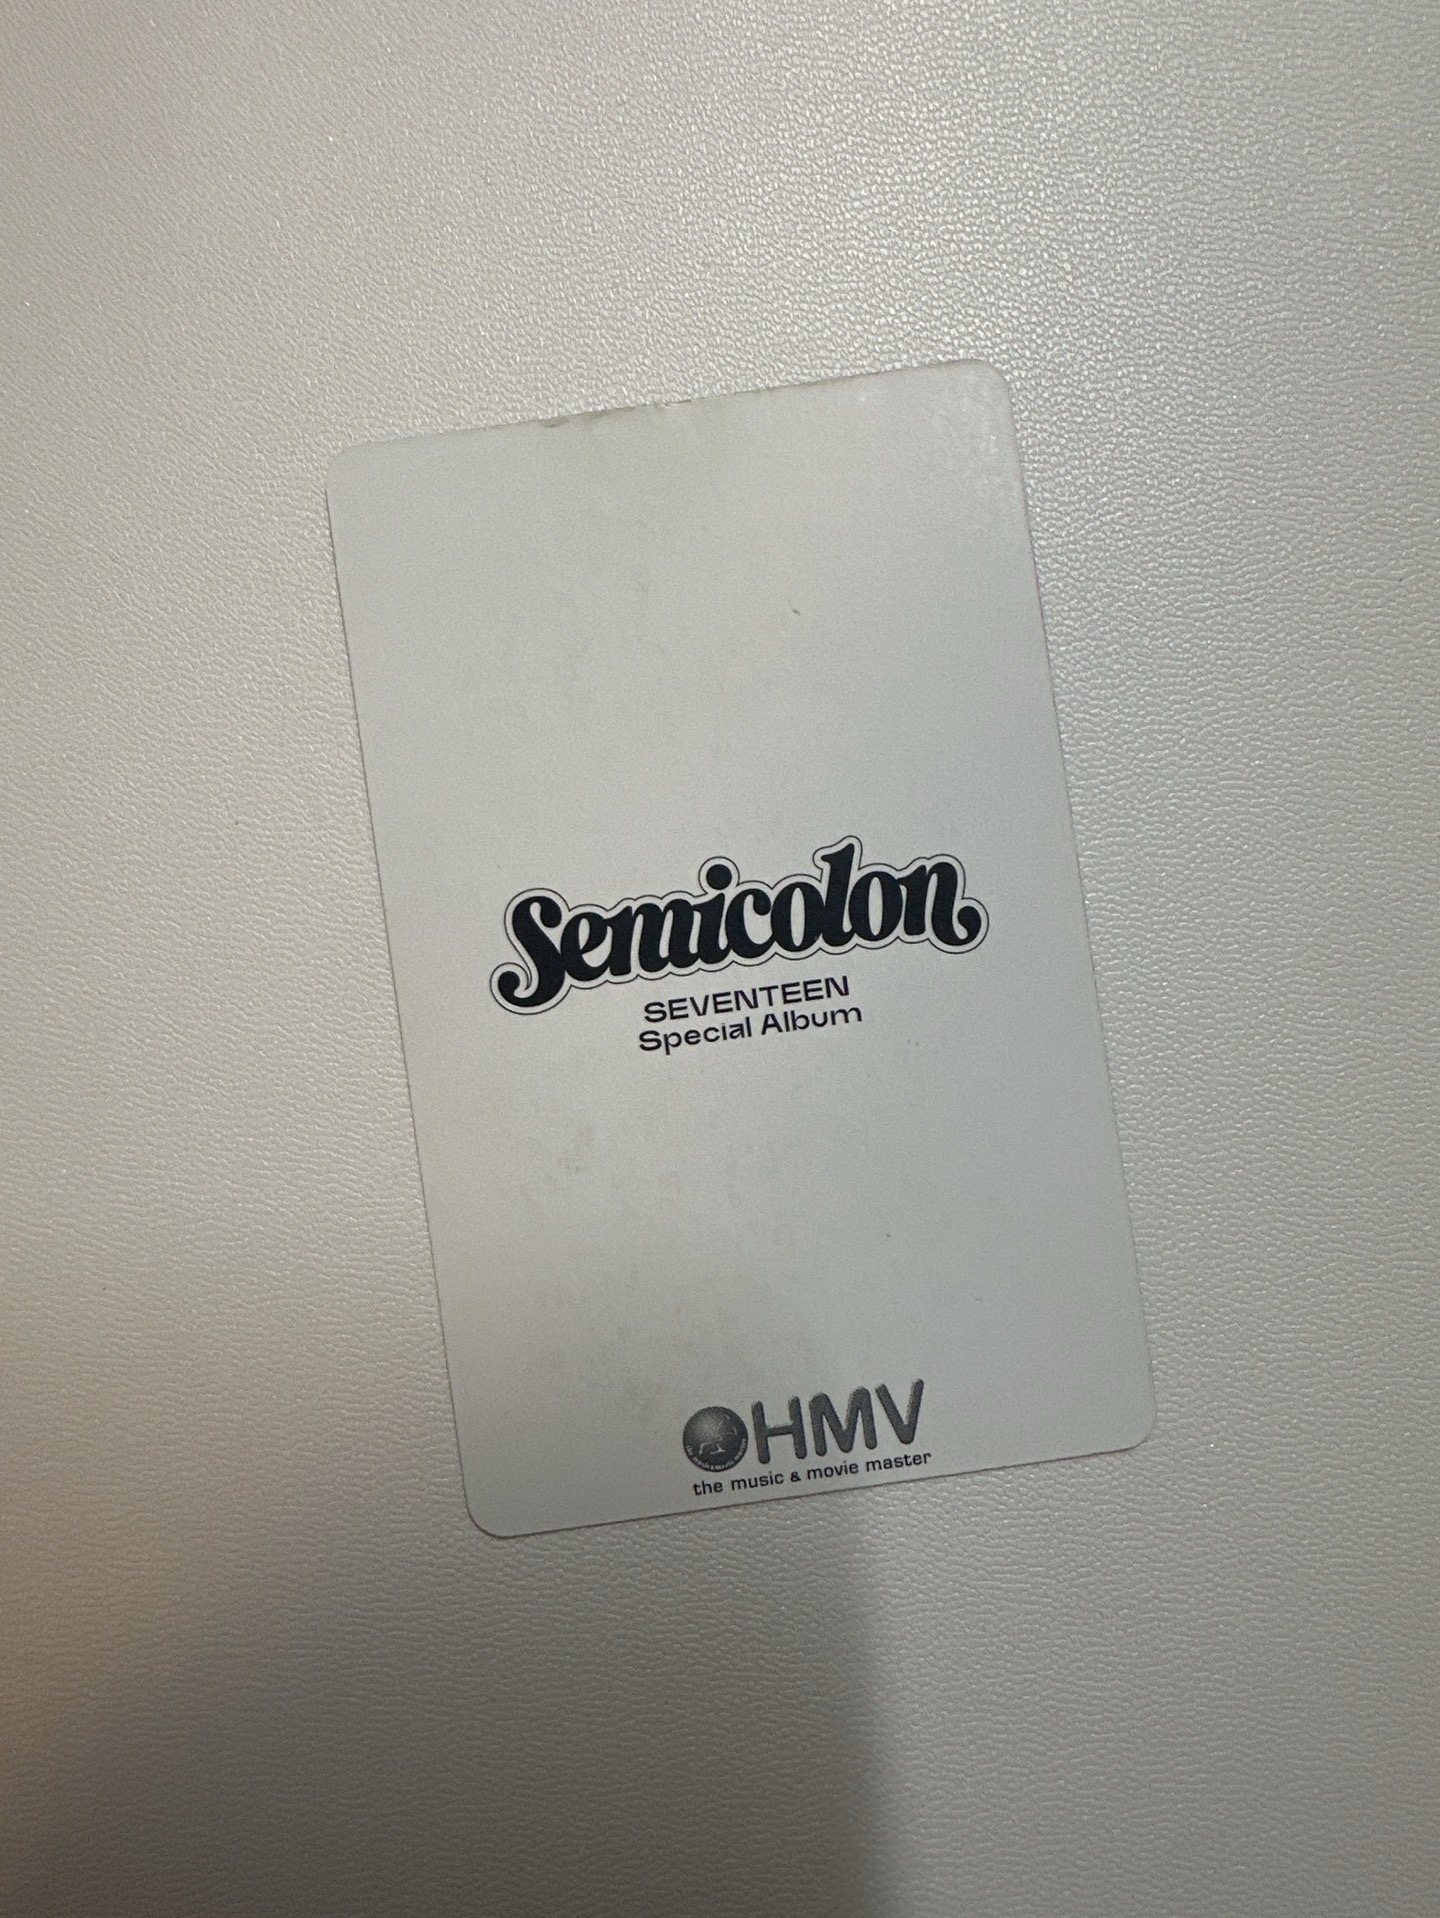 Semicolon
SEVENTEEN
Special Album
HMV
the music & movie master